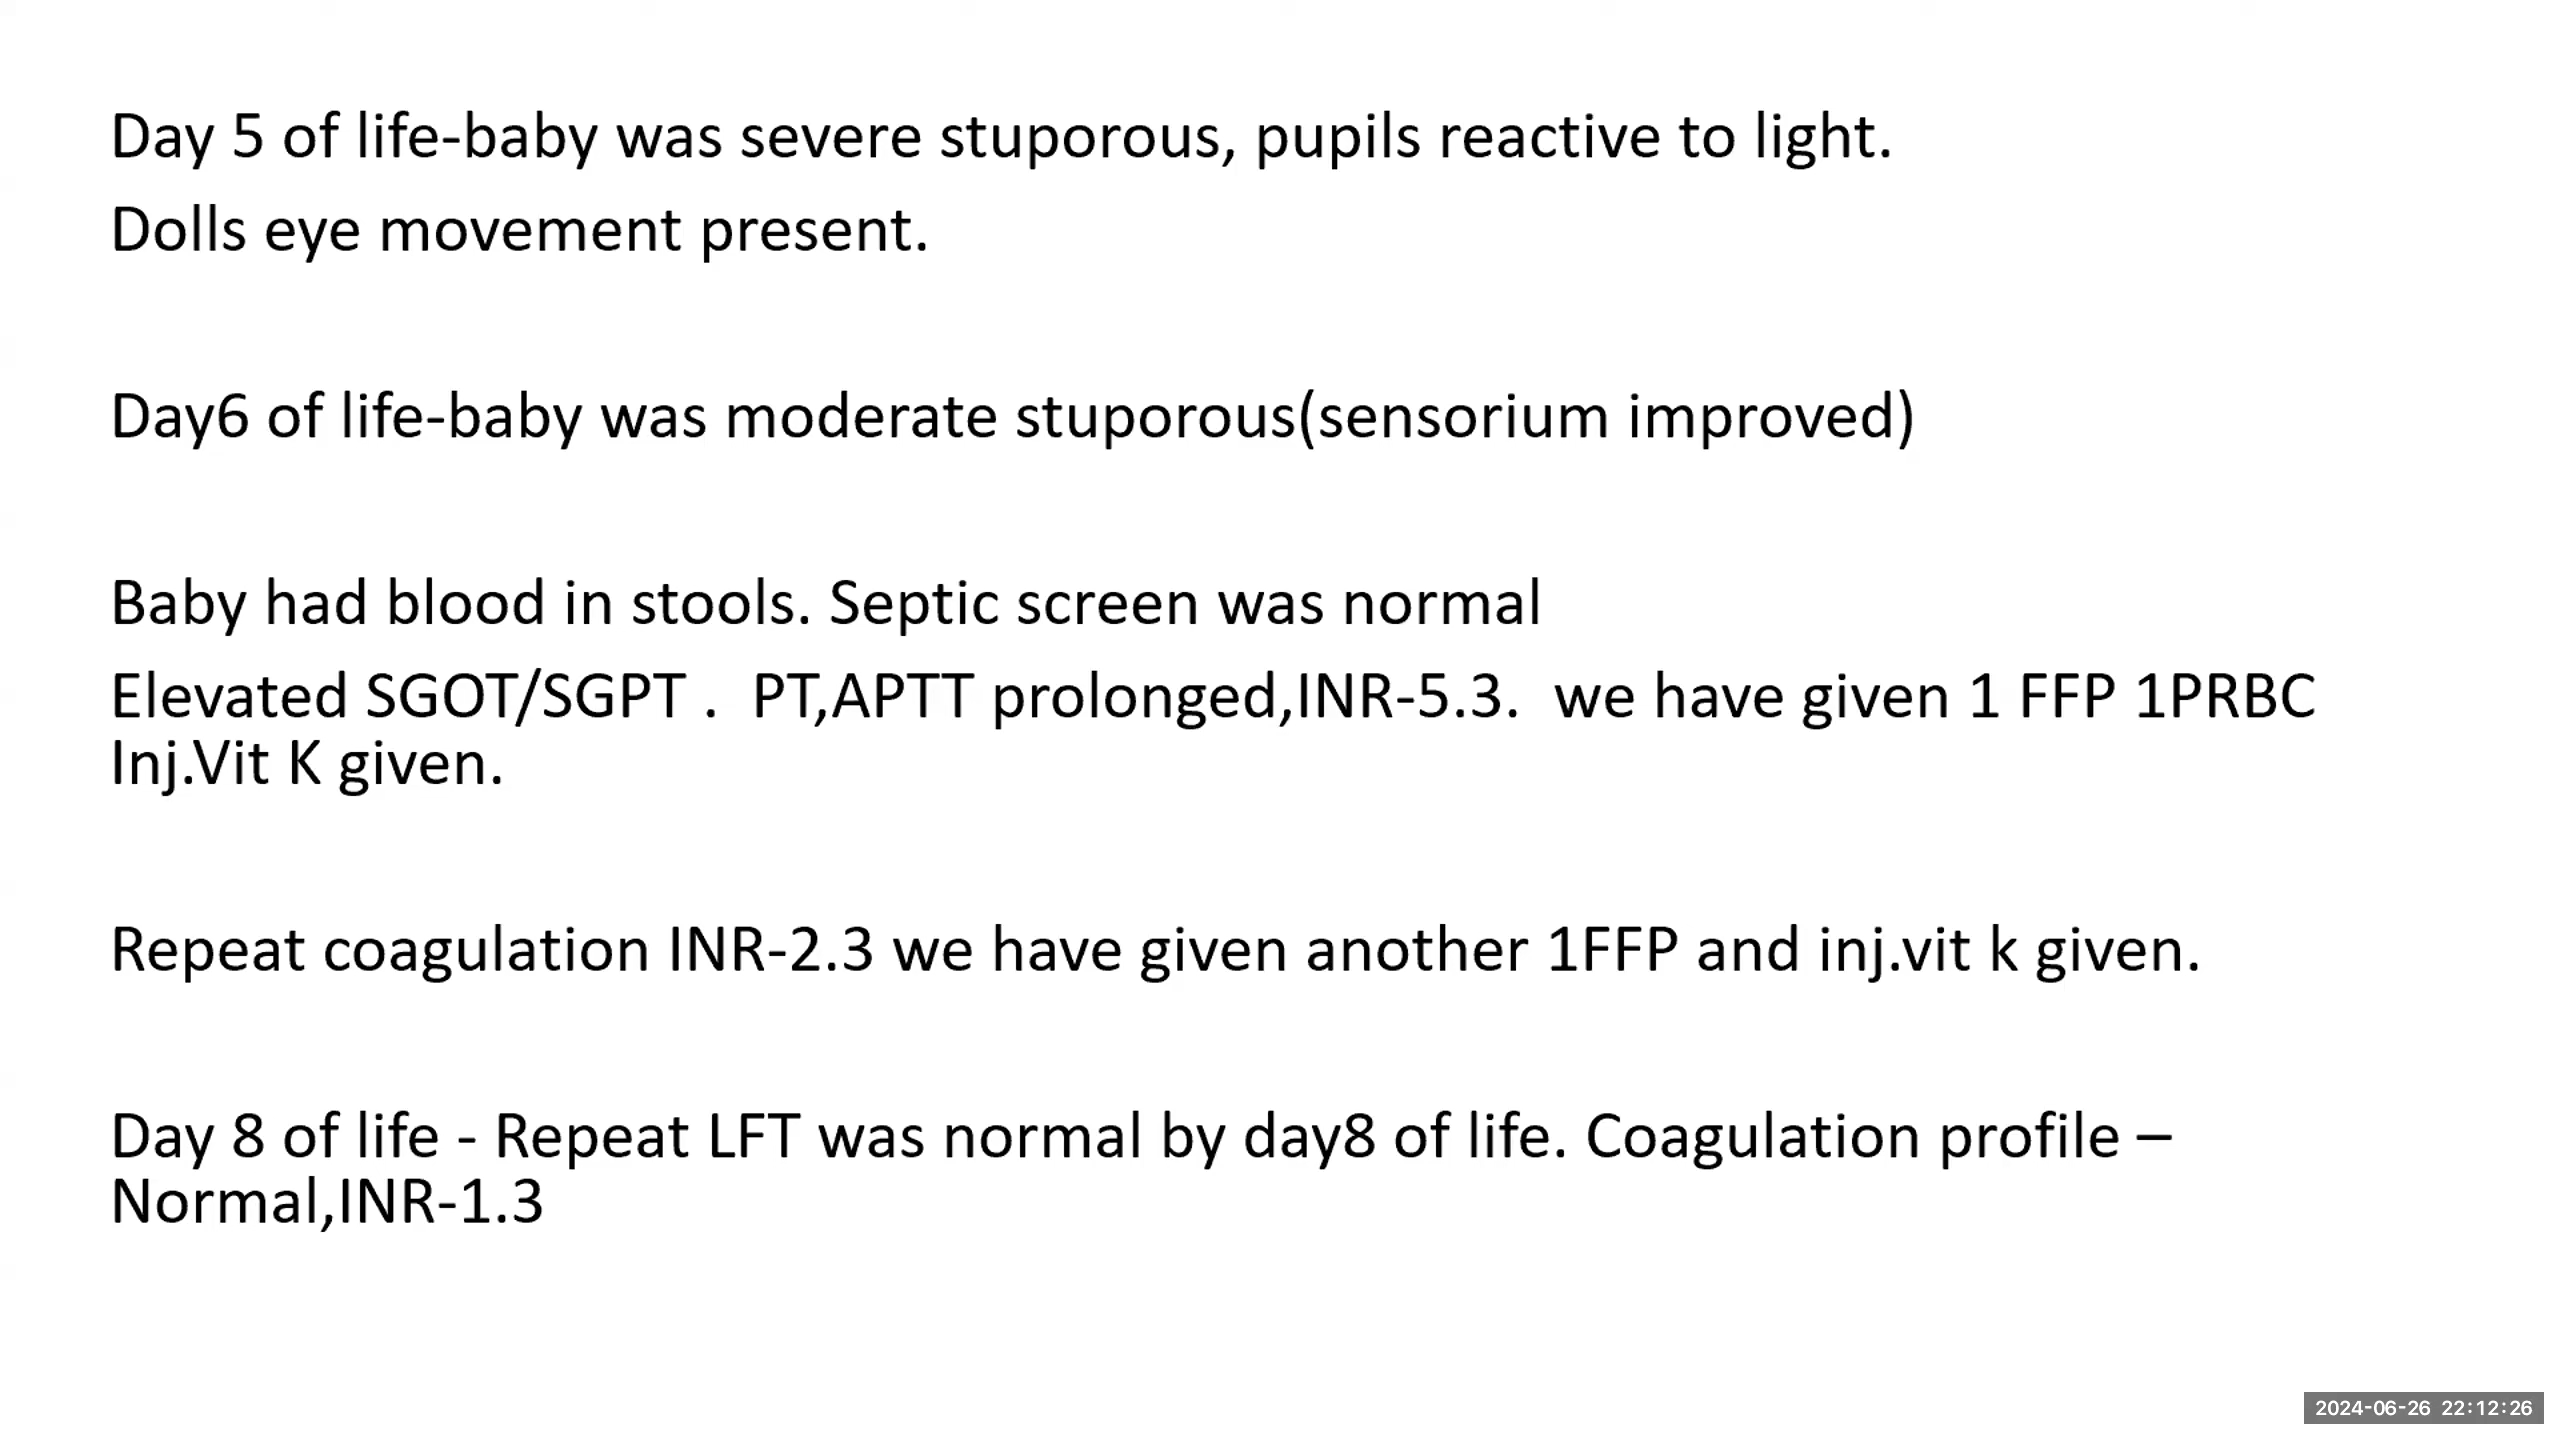 Day 5 of life-baby was severe stuporous, pupils reactive to light.
Dolls eye movement present.
Day6 of life-baby was moderate stuporous(sensorium improved)
Baby had blood in stools. Septic screen was normal
Elevated SGOT/SGPT .  PT,APTT prolonged,INR-5.3.  we have given 1 FFP 1PRBC
Inj.Vit K given.
Repeat coagulation INR-2.3 we have given another 1FFP and inj.vit k given.
Day 8 of life - Repeat LFT was normal by day8 of life. Coagulation profile –
Normal,INR-1.3
2024-06-26 22:12:26